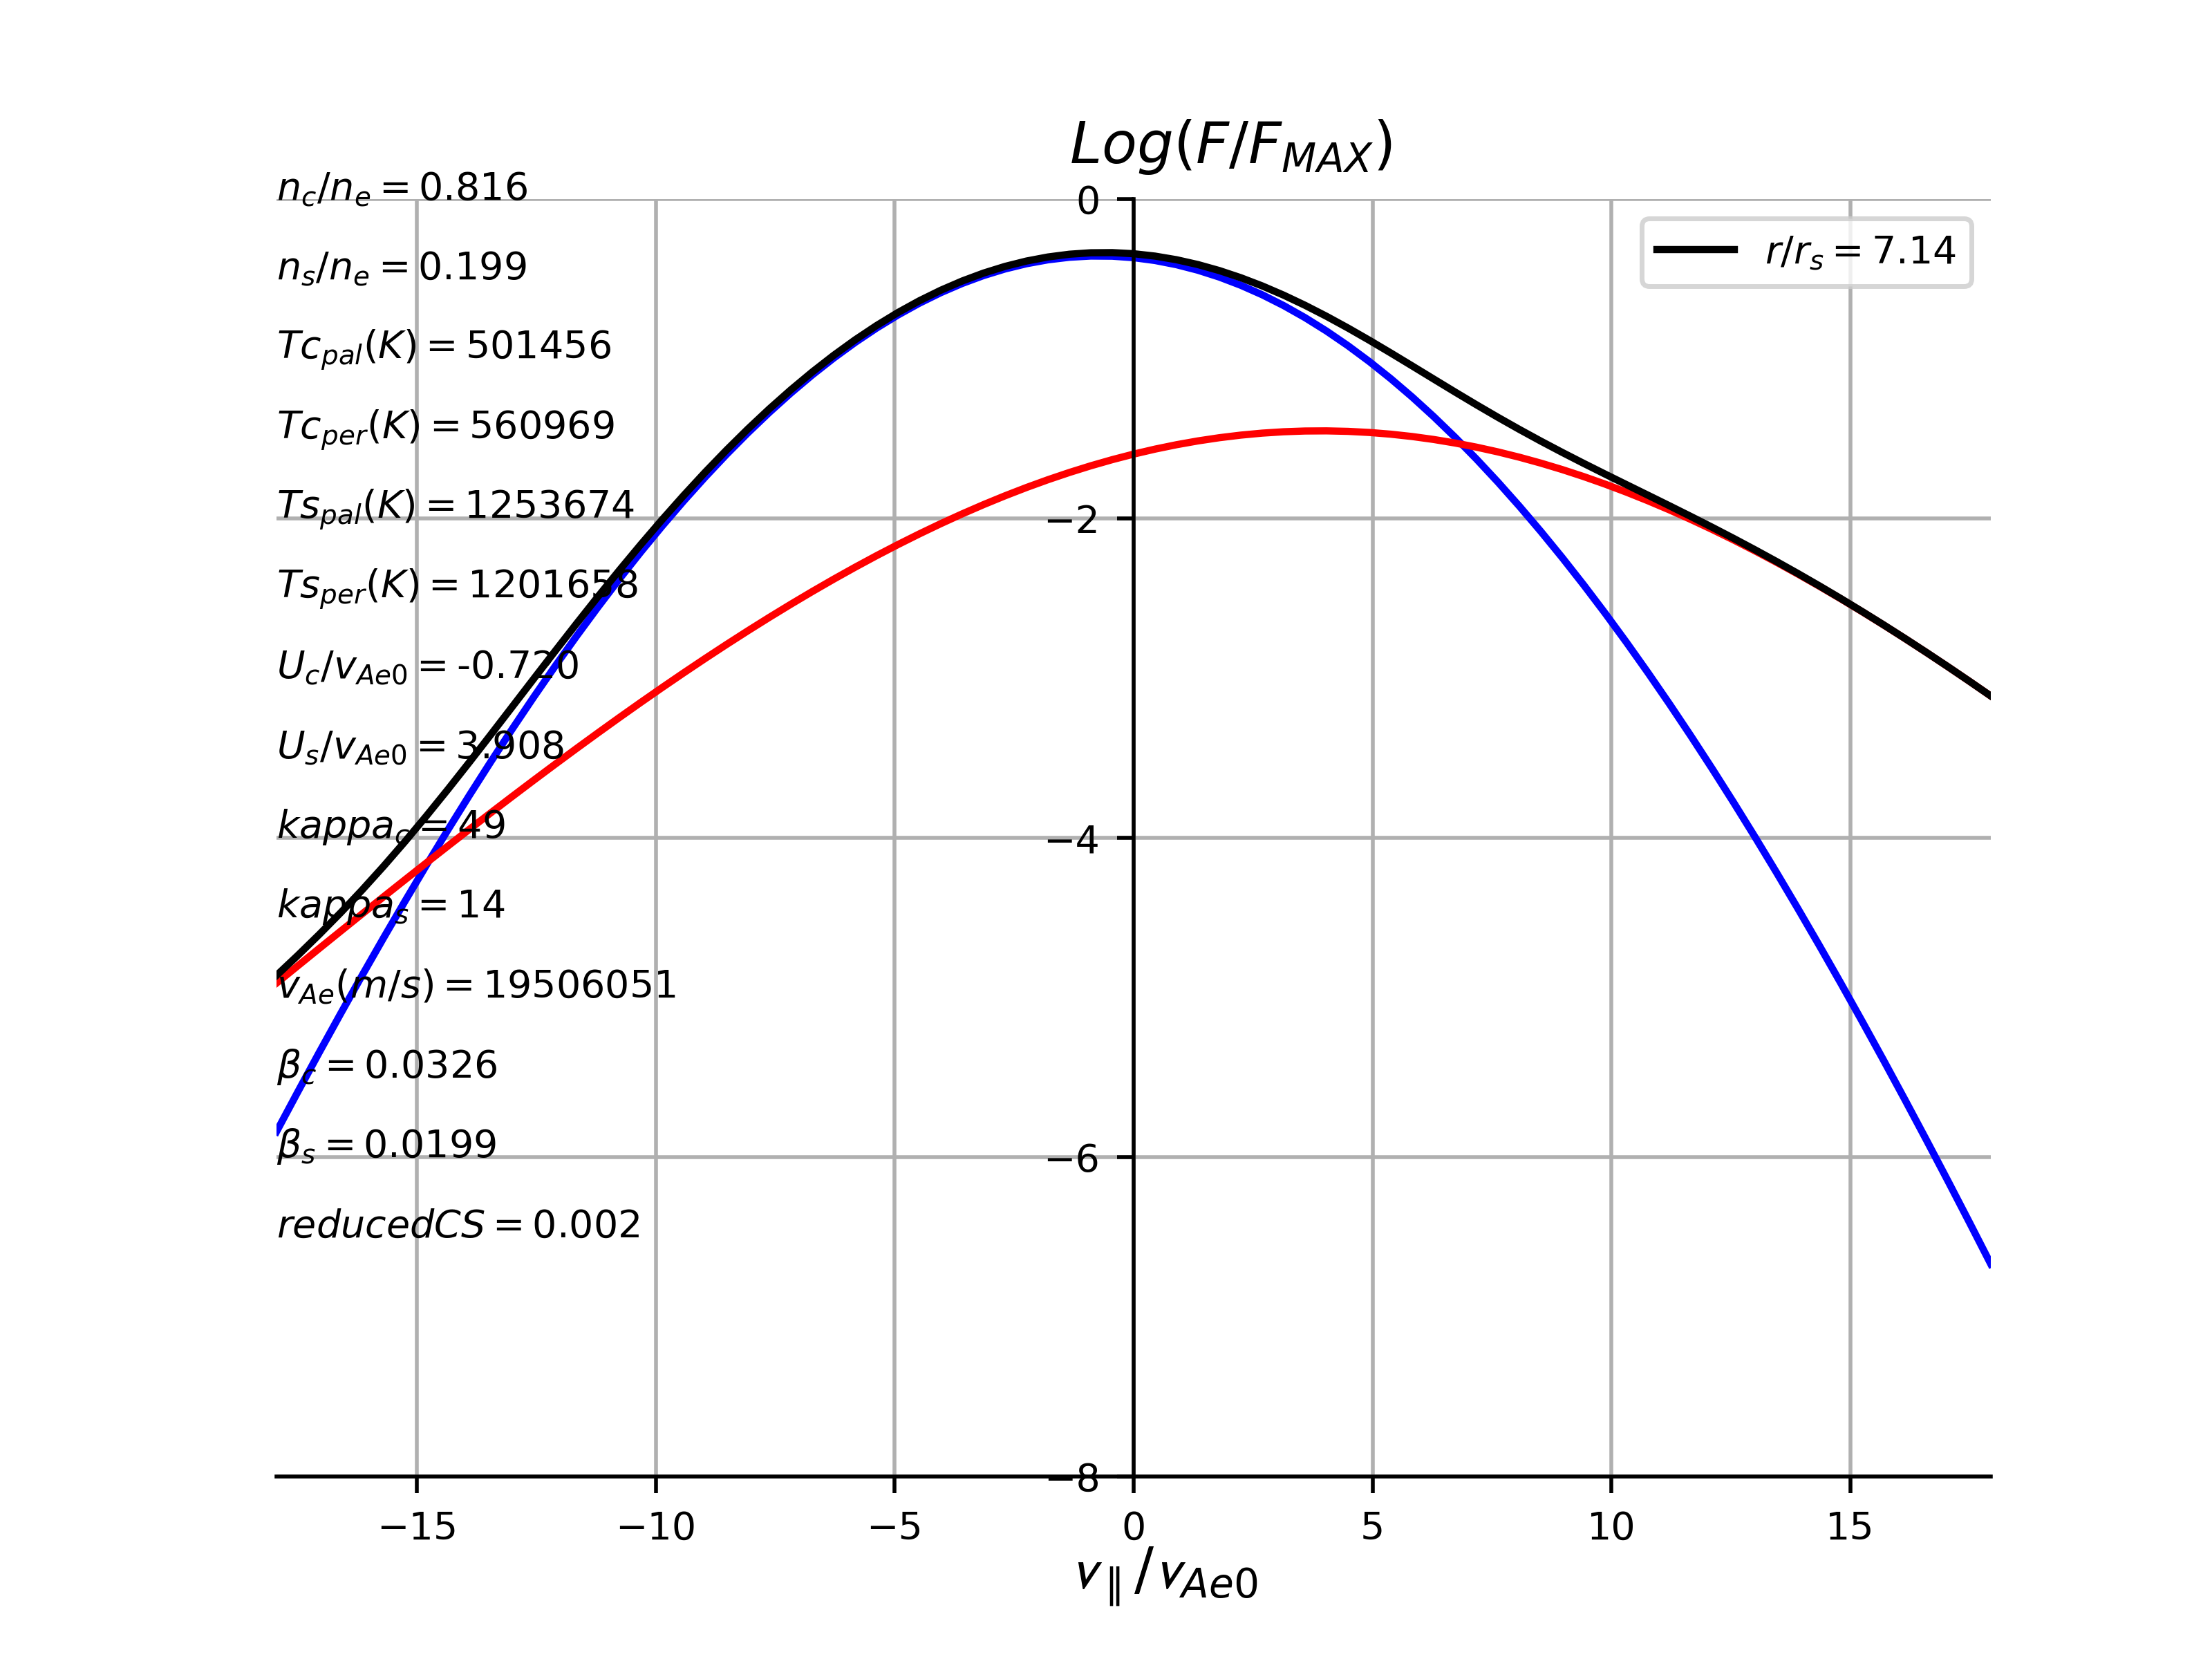 Log(F/F_MAX)
n_c/n_e = 0.816
0
r/r_s = 7.14
n_s/n_e = 0.199
Tc_pal(K) = 501456
Tc_per(K) = 560969
Ts_pal(K) = 1253674
−2
Ts_per(K) = 1201658
U_c/v_Ae0 = -0.720
U_s/v_Ae0 = 3.908
kappa_c = 49
−4
kappa_s = 14
v_Ae(m/s) = 19506051
β_c = 0.0326
β_s = 0.0199
−6
reducedCS = 0.002
−8
−15 −10 −5 0 5 10 15
v_∥/v_Ae0